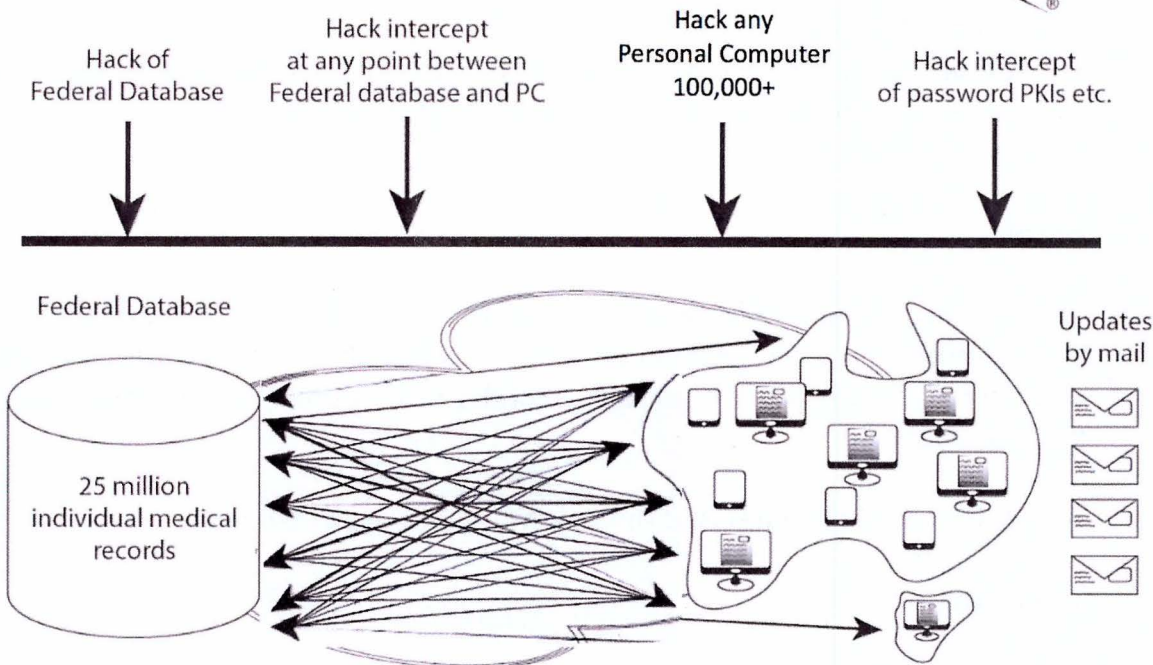 Hack of
Federal Database
Hack intercept
at any point between
Federal database and PC
Hack any
Personal Computer
100,000+
Hack intercept
of password PKIs etc.
®
Federal Database
25 million
individual medical
records
Updates
by mail